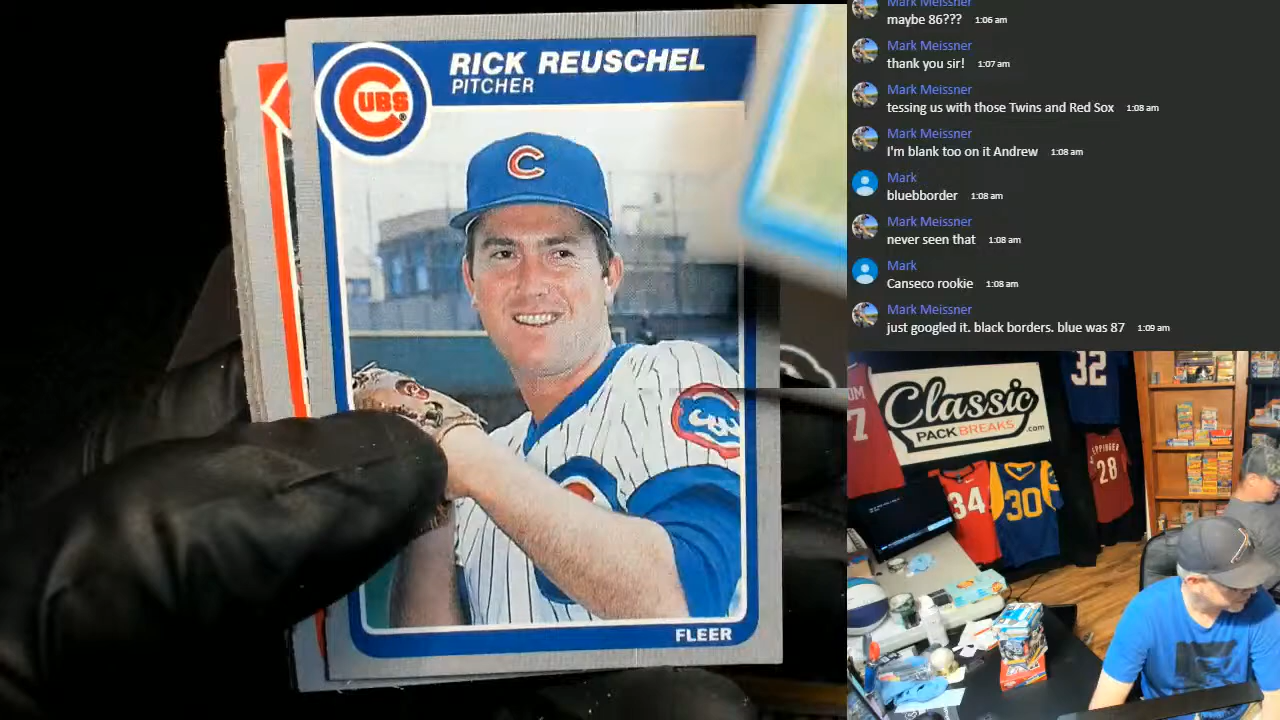 CUBS
RICK REUSCHEL
PITCHER
C
FLEER
Mark Meissner
maybe 86??? 1:06 am
Mark Meissner
thank you sir! 1:07 am
Mark Meissner
tessing us with those Twins and Red Sox 1:08 am
Mark Meissner
I'm blank too on it Andrew 1:08 am
Mark
bluebborder 1:08 am
Mark Meissner
never seen that 1:08 am
Mark
Canseco rookie 1:08 am
Mark Meissner
just googled it. black borders. blue was 87 1:09 am
Classic
PACK BREAKS .com
32
7
34
30
28